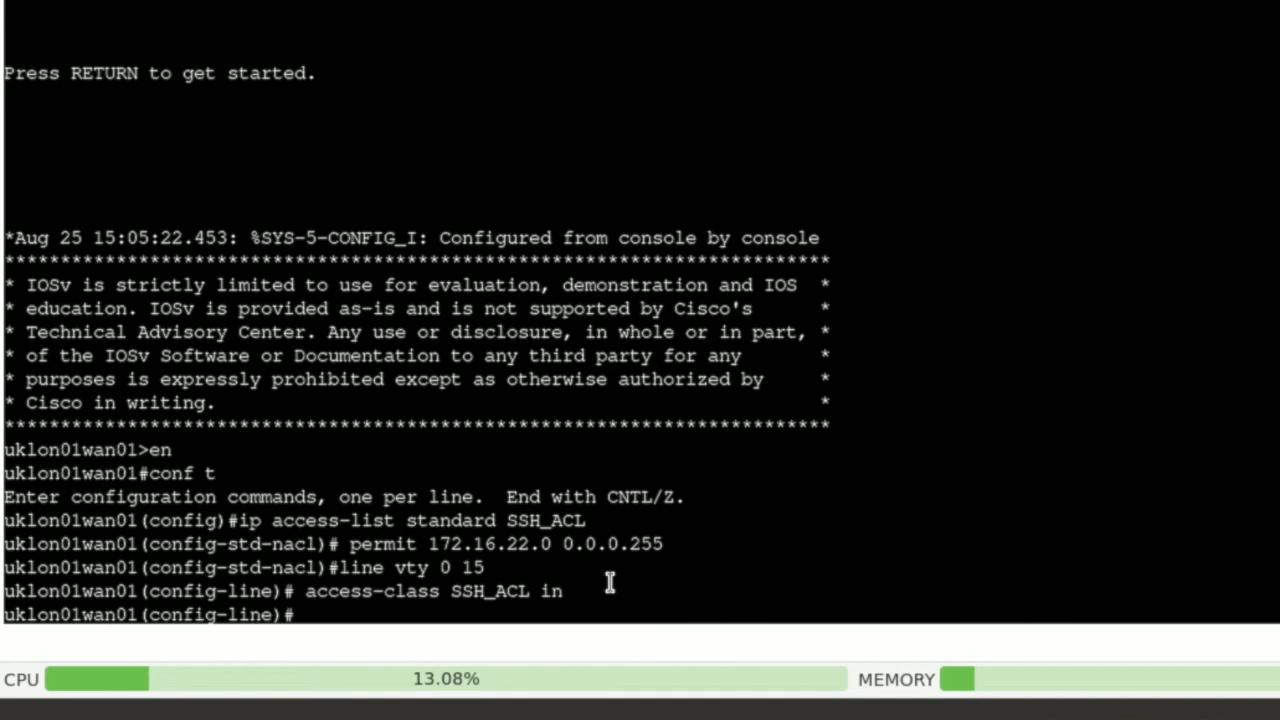 Press RETURN to get started.
*Aug 25 15:05:22.453: %SYS-5-CONFIG_I: Configured from console by console
**************************************************************************
* IOSv is strictly limited to use for evaluation, demonstration and IOS  *
* education. IOSv is provided as-is and is not supported by Cisco's      *
* Technical Advisory Center. Any use or disclosure, in whole or in part, *
* of the IOSv Software or Documentation to any third party for any       *
* purposes is expressly prohibited except as otherwise authorized by     *
* Cisco in writing.                                                      *
**************************************************************************
uklon01wan01>en
uklon01wan01#conf t
Enter configuration commands, one per line.  End with CNTL/Z.
uklon01wan01(config)#ip access-list standard SSH_ACL
uklon01wan01(config-std-nacl)# permit 172.16.22.0 0.0.0.255
uklon01wan01(config-std-nacl)#line vty 0 15
uklon01wan01(config-line)# access-class SSH_ACL in
uklon01wan01(config-line)#
CPU 13.08% MEMORY